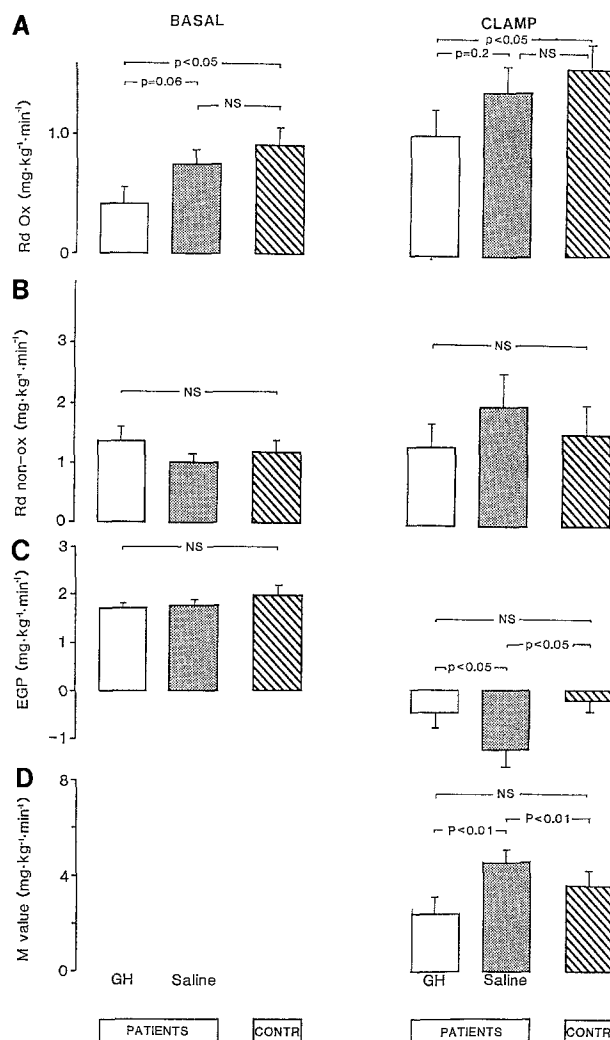 A
BASAL
CLAMP
p<0.05
p=0.06
NS
p<0.05
p=0.2
NS
Rd Ox (mg·kg⁻¹·min⁻¹)
1.0
0
B
Rd non-ox (mg·kg⁻¹·min⁻¹)
3
2
1
0
NS
NS
C
EGP (mg·kg⁻¹·min⁻¹)
3
2
1
0
-1
NS
NS
p<0.05
p<0.05
D
M value (mg·kg⁻¹·min⁻¹)
8
4
0
NS
P<0.01
P<0.01
GH
Saline
GH
Saline
PATIENTS
CONTR
PATIENTS
CONTR